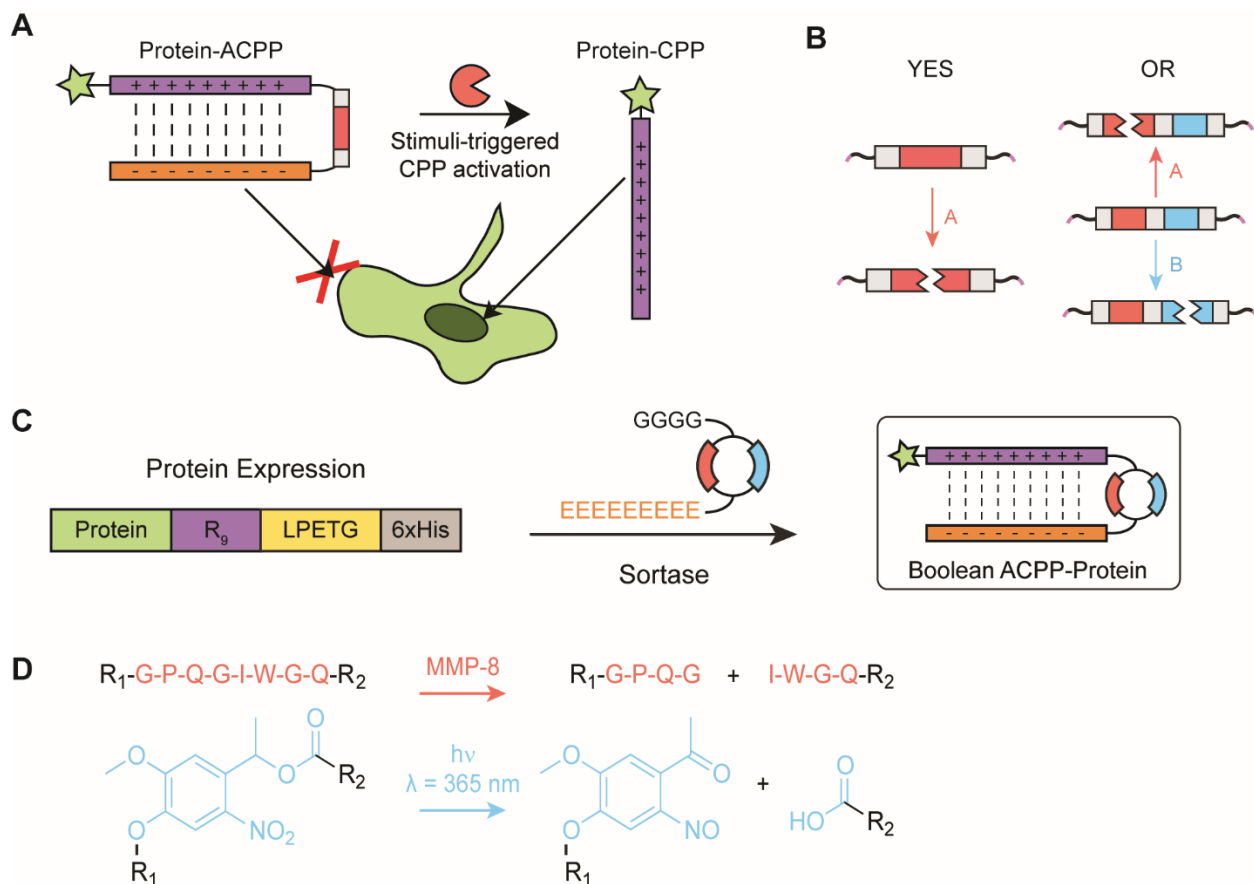 A
Protein-ACPP
Protein-CPP
+ + + + + + + + +
- - - - - - - - -
Stimuli-triggered
CPP activation
+ + + + + + + + +
B
YES
OR
A
A
B
C
Protein Expression
Protein
R₉
LPETG
6xHis
GGGG
EEEEEEEEE
Sortase
+ + + + + + + + +
- - - - - - - - -
Boolean ACPP-Protein
D
R₁-G-P-Q-G-I-W-G-Q-R₂
MMP-8
R₁-G-P-Q-G + I-W-G-Q-R₂
O
O
O
R₂
NO₂
O
R₁
hν
λ = 365 nm
O
O
NO
O
R₁
+
O
HO
R₂